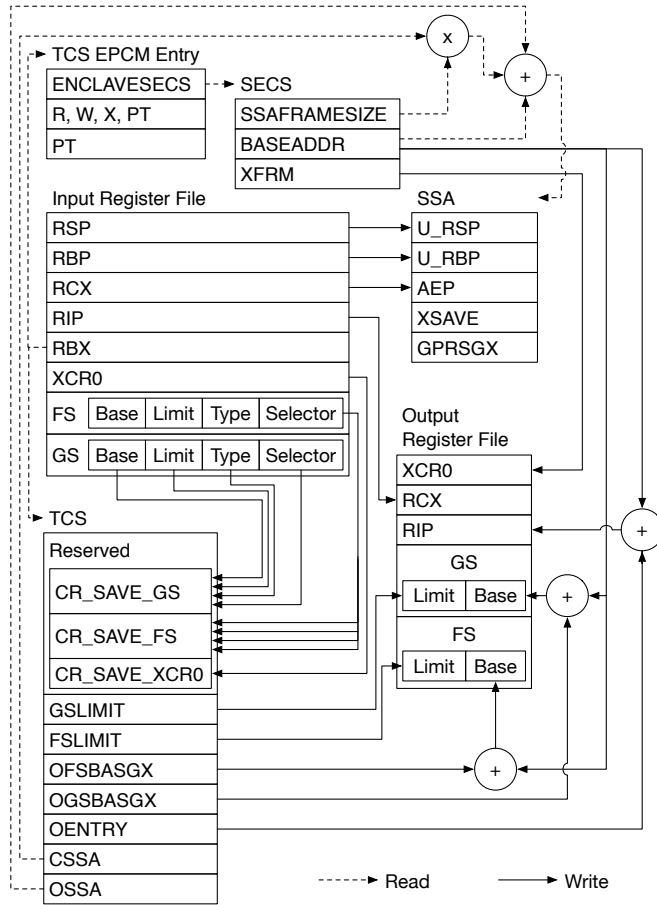 x
TCS EPCM Entry
+
ENCLAVESECS
SECS
R, W, X, PT
SSAFRAMESIZE
PT
BASEADDR
XFRM
Input Register File
SSA
RSP
U_RSP
RBP
U_RBP
RCX
AEP
RIP
XSAVE
RBX
GPRSGX
XCR0
FS Base Limit Type Selector
Output
Register File
GS Base Limit Type Selector
XCR0
RCX
TCS
RIP
+
Reserved
GS
CR_SAVE_GS
Limit Base
+
CR_SAVE_FS
FS
CR_SAVE_XCR0
Limit Base
GSLIMIT
FSLIMIT
OFSBASGX
+
OGSBASGX
OENTRY
CSSA
Read
Write
OSSA